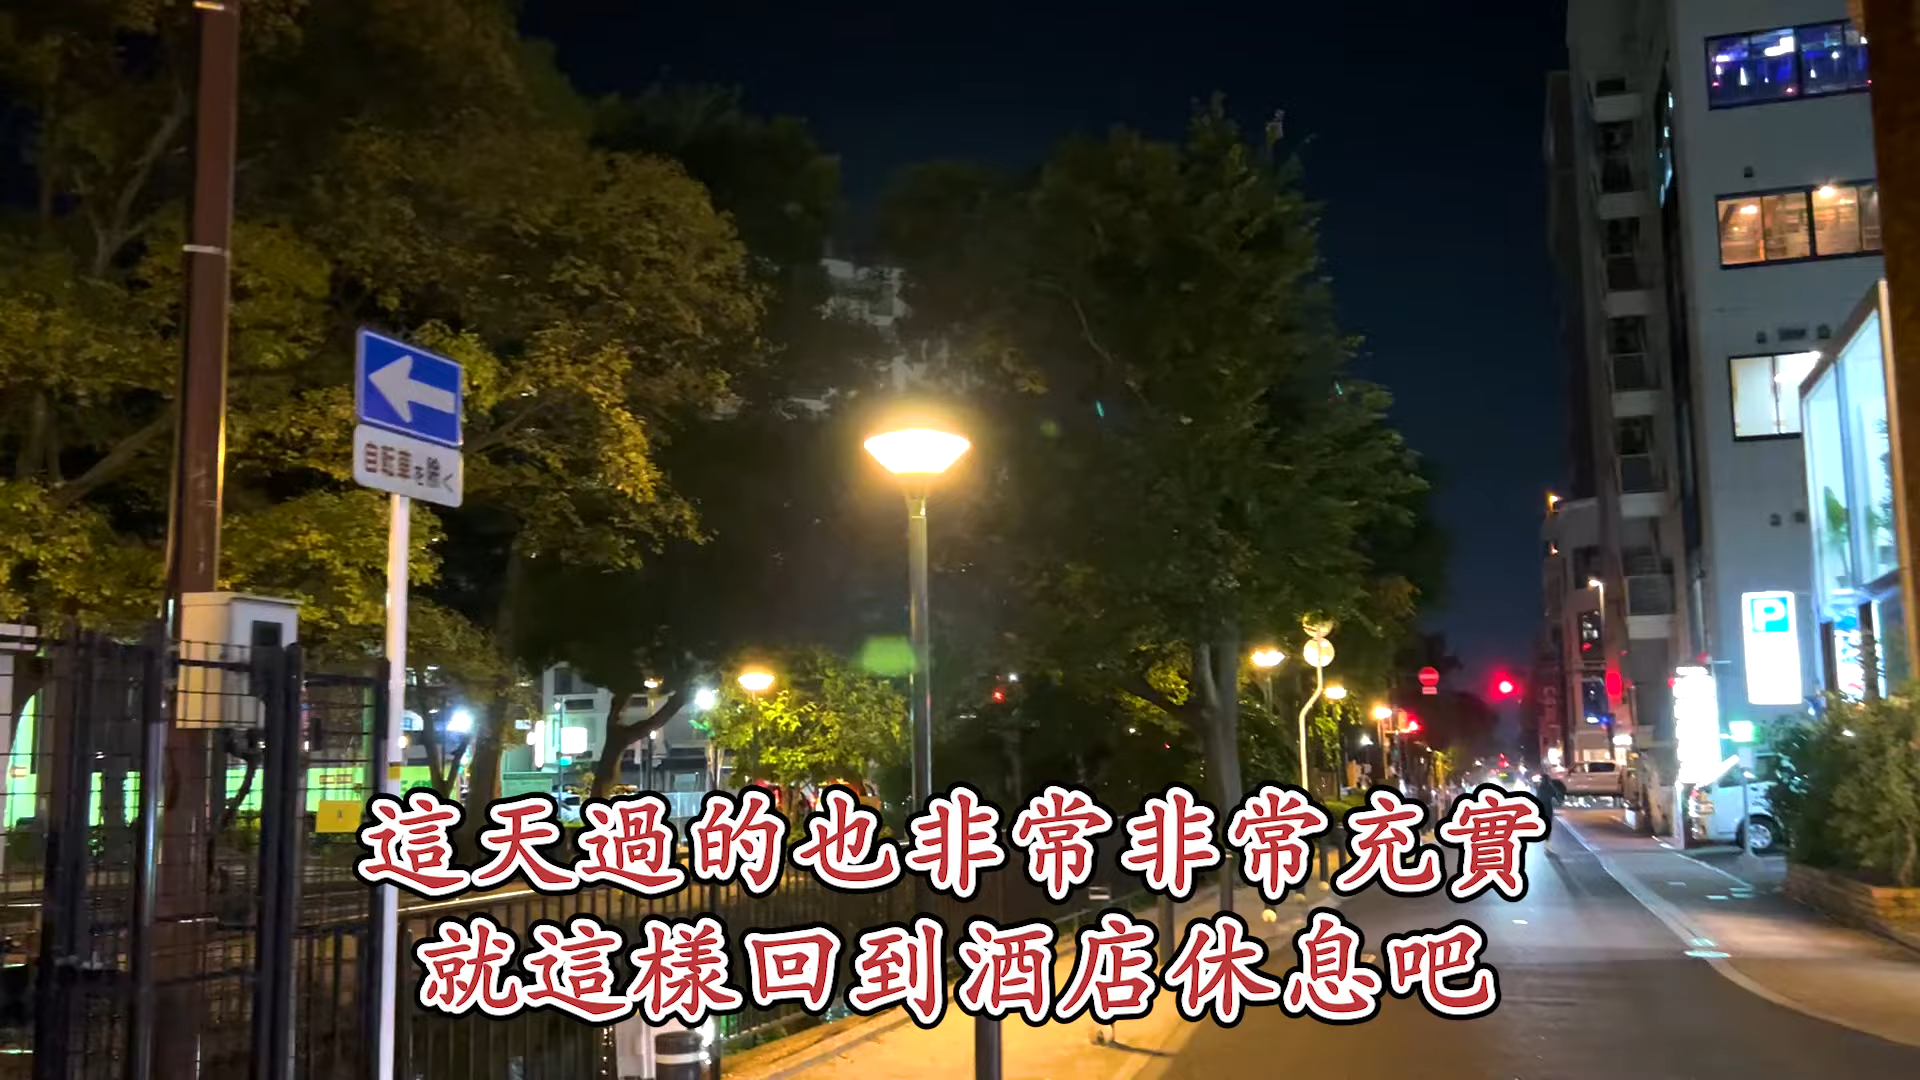 自転車を除く
P
這天過的也非常非常充實
就這樣回到酒店休息吧